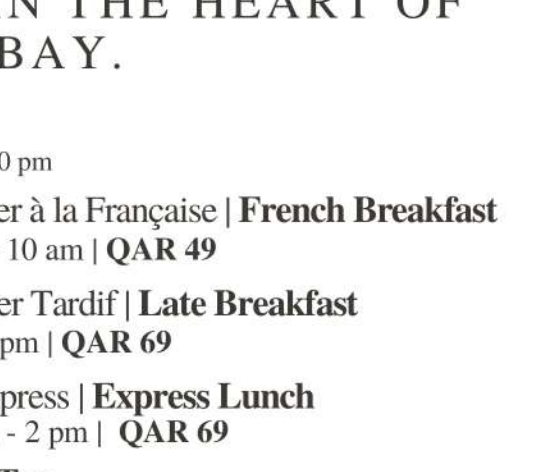 IN THE HEART OF
BAY.
0 pm
er à la Française | French Breakfast
10 am | QAR 49
er Tardif | Late Breakfast
pm | QAR 69
press | Express Lunch
- 2 pm | QAR 69